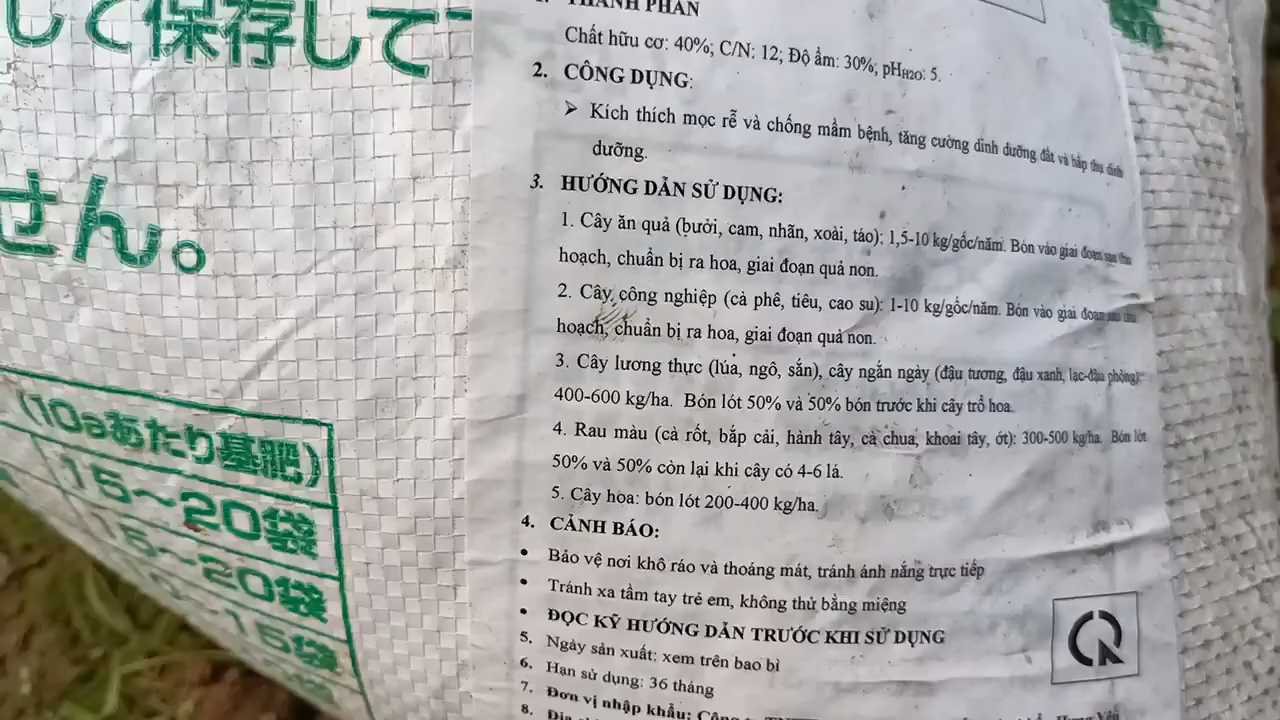 して保存して
せん。
(10aあたり基肥)
15～20袋
15～20袋
15袋
THÀNH PHẦN
Chất hữu cơ: 40%; C/N: 12; Độ ẩm: 30%; pHH2O: 5.
2. CÔNG DỤNG:
➢ Kích thích mọc rễ và chống mầm bệnh, tăng cường dinh dưỡng đất và hấp thụ dinh
dưỡng.
3. HƯỚNG DẪN SỬ DỤNG:
1. Cây ăn quả (bưởi, cam, nhãn, xoài, táo): 1,5-10 kg/gốc/năm. Bón vào giai đoạn sau thu
hoạch, chuẩn bị ra hoa, giai đoạn quả non.
2. Cây công nghiệp (cà phê, tiêu, cao su): 1-10 kg/gốc/năm. Bón vào giai đoạn sau thu
hoạch, chuẩn bị ra hoa, giai đoạn quả non.
3. Cây lương thực (lúa, ngô, sắn), cây ngắn ngày (đậu tương, đậu xanh, lạc-đậu phộng):
400-600 kg/ha. Bón lót 50% và 50% bón trước khi cây trổ hoa.
4. Rau màu (cà rốt, bắp cải, hành tây, cà chua, khoai tây, ớt): 300-500 kg/ha. Bón lót
50% và 50% còn lại khi cây có 4-6 lá.
5. Cây hoa: bón lót 200-400 kg/ha.
4. CẢNH BÁO:
• Bảo vệ nơi khô ráo và thoáng mát, tránh ánh nắng trực tiếp
• Tránh xa tầm tay trẻ em, không thử bằng miệng
• ĐỌC KỸ HƯỚNG DẪN TRƯỚC KHI SỬ DỤNG
5. Ngày sản xuất: xem trên bao bì
6. Hạn sử dụng: 36 tháng
7. Đơn vị nhập khẩu:
8.